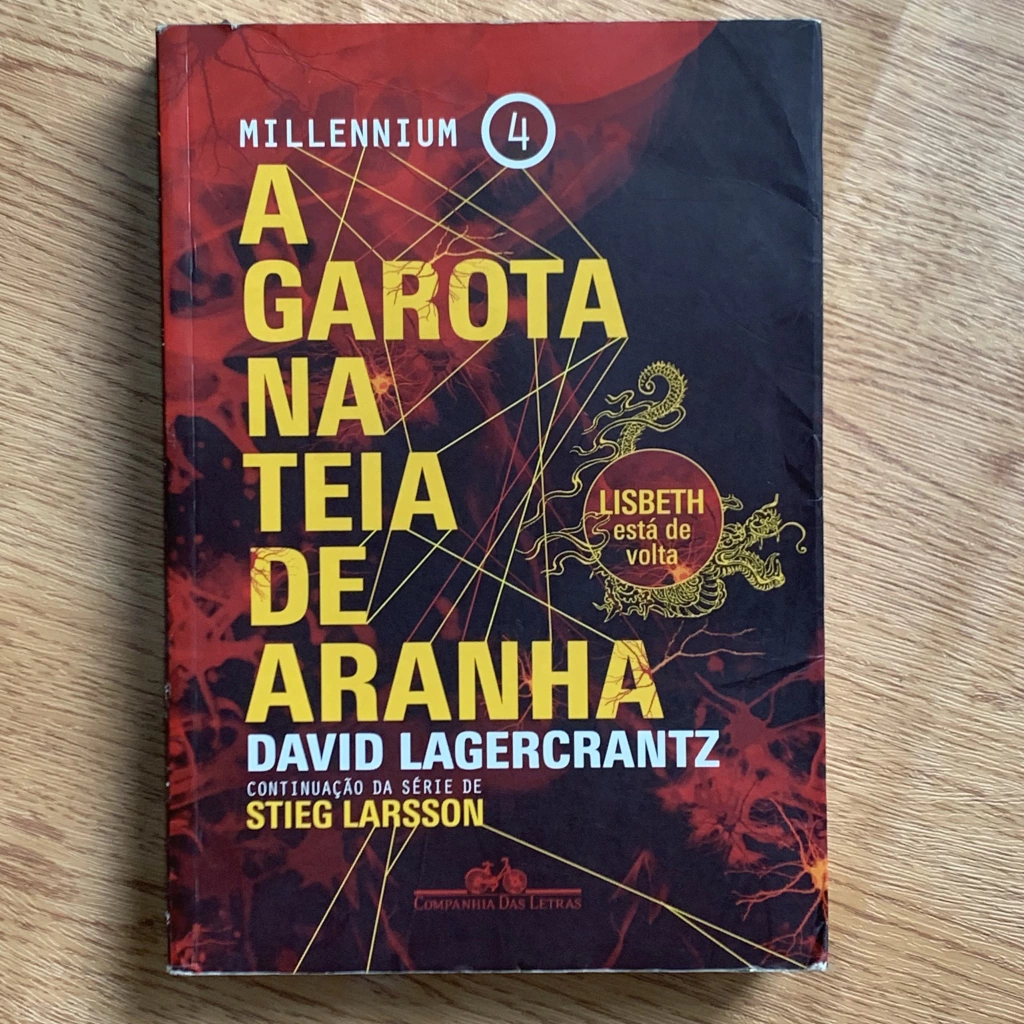 MILLENNIUM 4
A
GAROTA
NA
TEIA
DE
ARANHA
LISBETH
está de
volta
DAVID LAGERCRANTZ
CONTINUAÇÃO DA SÉRIE DE
STIEG LARSSON
COMPANHIA DAS LETRAS